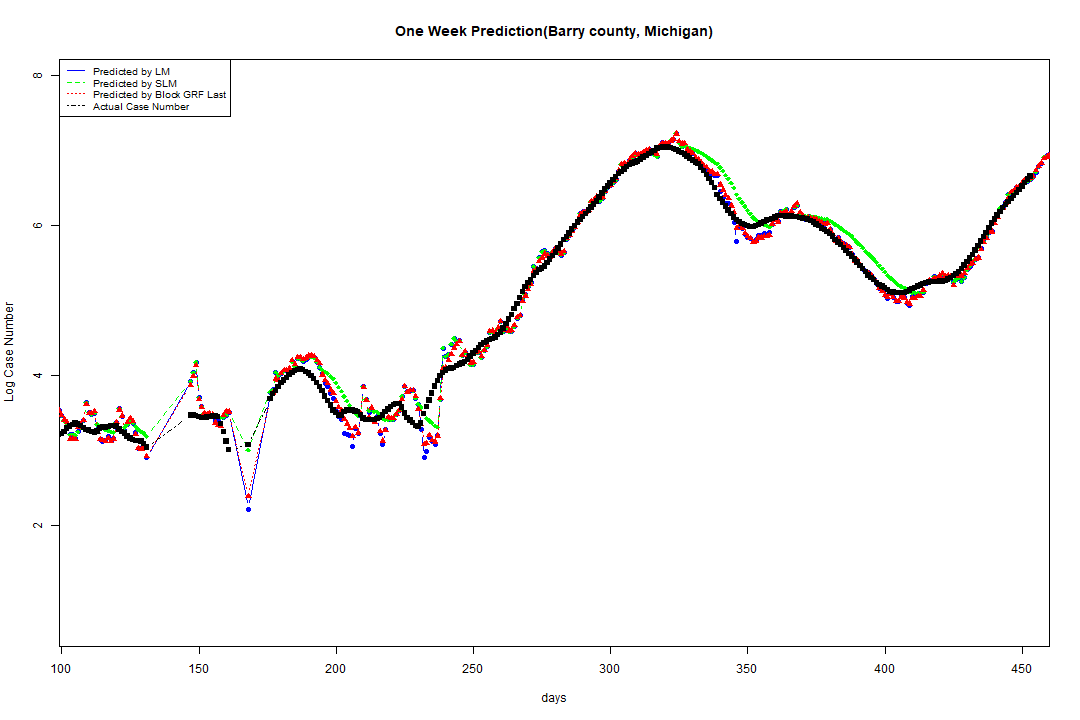 One Week Prediction(Barry county, Michigan)
Predicted by LM
Predicted by SLM
Predicted by Block GRF Last
Actual Case Number
8
6
4
2
Log Case Number
100 150 200 250 300 350 400 450
days